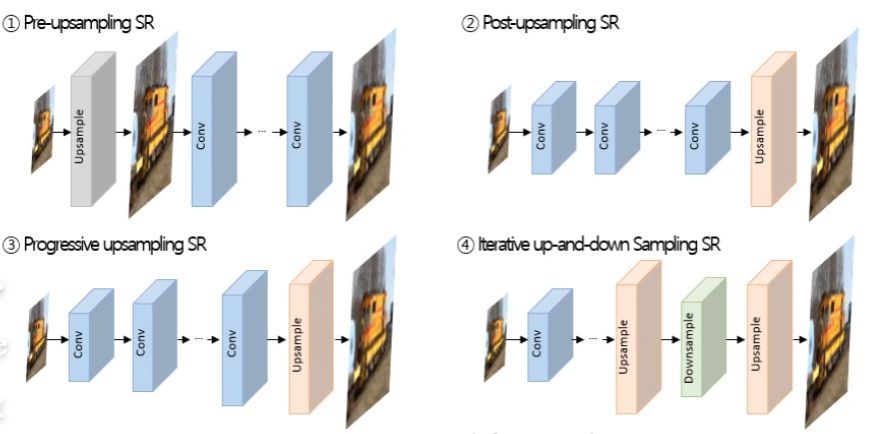 ① Pre-upsampling SR
Upsample
Conv
...
Conv
② Post-upsampling SR
Conv
Conv
...
Conv
Upsample
③ Progressive upsampling SR
Conv
Conv
...
Conv
Upsample
④ Iterative up-and-down Sampling SR
Conv
...
Upsample
Downsample
Upsample